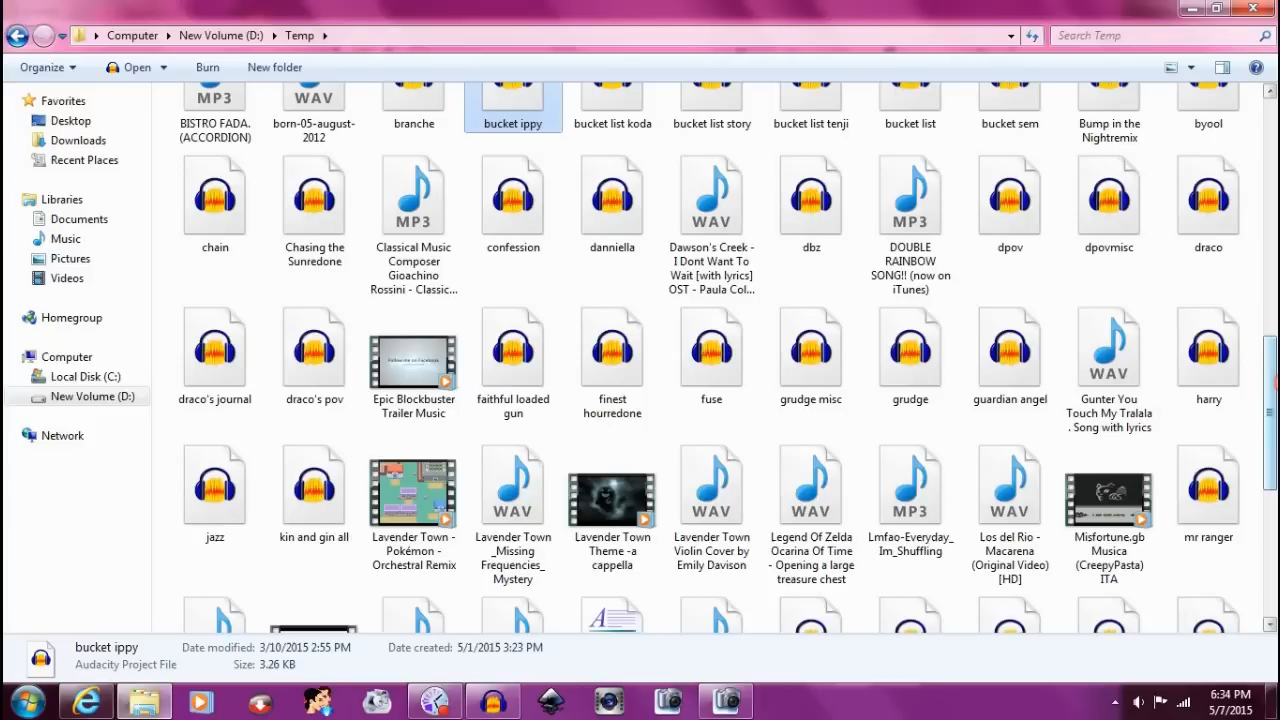 Computer New Volume (D:) Temp Search Temp
Organize Open Burn New folder
Favorites
Desktop
Downloads
Recent Places
Libraries
Documents
Music
Pictures
Videos
Homegroup
Computer
Local Disk (C:)
New Volume (D:)
Network
MP3
BISTRO FADA.
(ACCORDION)
WAV
born-05-august-
2012
branche
bucket ippy
bucket list koda
bucket list story
bucket list tenji
bucket list
bucket sem
Bump in the
Nightremix
byool
chain
Chasing the
Sunredone
MP3
Classical Music
Composer
Gioachino
Rossini - Classic...
confession
danniella
WAV
Dawson's Creek -
I Dont Want To
Wait [with lyrics]
OST - Paula Col...
dbz
MP3
DOUBLE
RAINBOW
SONG!! (now on
iTunes)
dpov
dpovmisc
draco
draco's journal
draco's pov
Follow me on Facebook
Epic Blockbuster
Trailer Music
faithful loaded
gun
finest
hourredone
fuse
grudge misc
grudge
guardian angel
WAV
Gunter You
Touch My Tralala
. Song with lyrics
harry
jazz
kin and gin all
Lavender Town -
Pokémon -
Orchestral Remix
WAV
Lavender Town
_Missing
Frequencies_
Mystery
Lavender Town
Theme -a
cappella
WAV
Lavender Town
Violin Cover by
Emily Davison
WAV
Legend Of Zelda
Ocarina Of Time
- Opening a large
treasure chest
MP3
Lmfao-Everyday_
Im_Shuffling
WAV
Los del Rio -
Macarena
(Original Video)
[HD]
Misfortune.gb
Musica
(CreepyPasta)
ITA
mr ranger
bucket ippy Date modified: 3/10/2015 2:55 PM Date created: 5/1/2015 3:23 PM
Audacity Project File Size: 3.26 KB
6:34 PM
5/7/2015